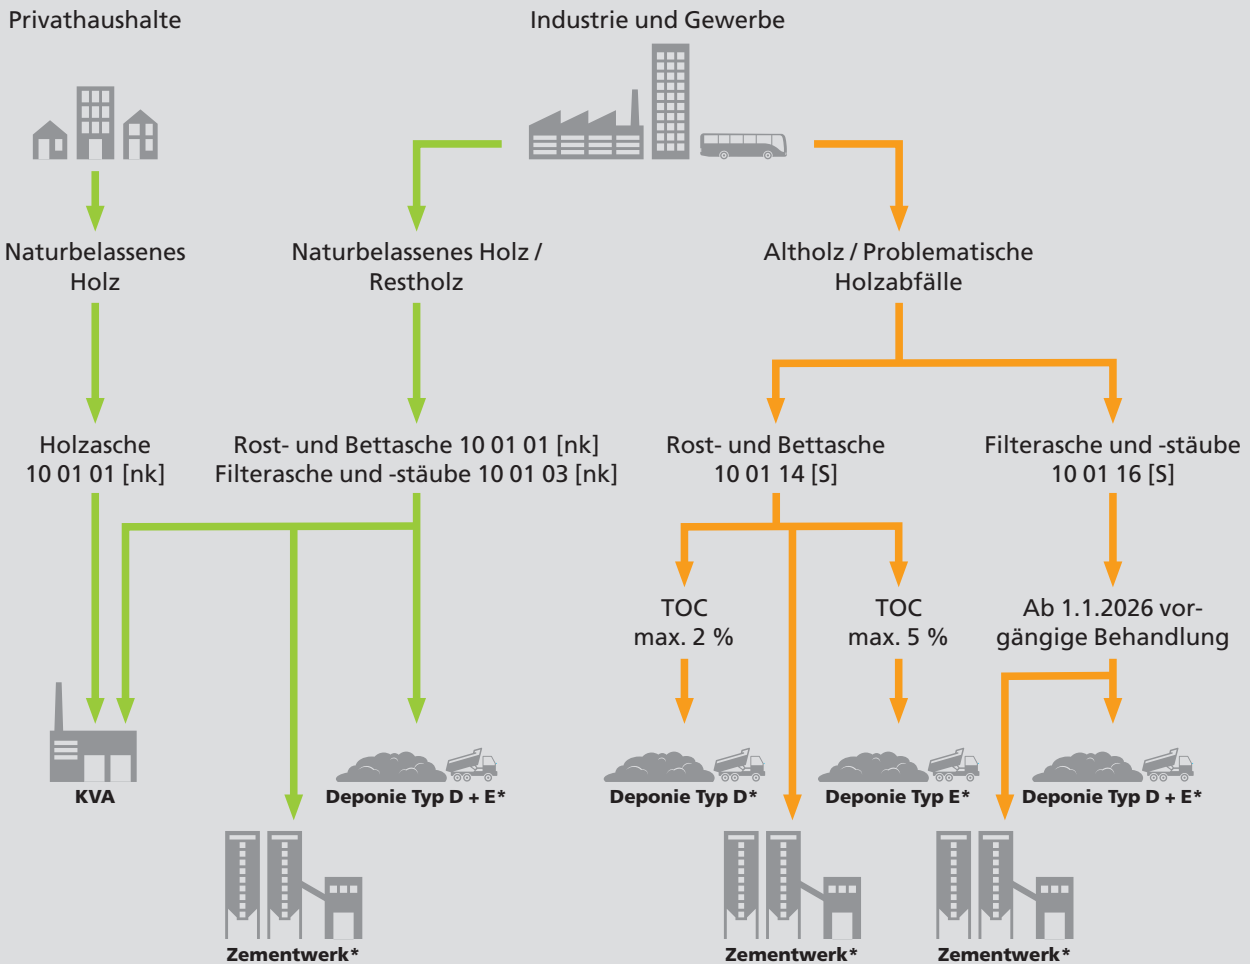 Privathaushalte
Industrie und Gewerbe
Naturbelassenes
Holz
Naturbelassenes Holz /
Restholz
Altholz / Problematische
Holzabfälle
Holzasche
10 01 01 [nk]
Rost- und Bettasche 10 01 01 [nk]
Filterasche und -stäube 10 01 03 [nk]
Rost- und Bettasche
10 01 14 [S]
Filterasche und -stäube
10 01 16 [S]
TOC
max. 2 %
TOC
max. 5 %
Ab 1.1.2026 vor-
gängige Behandlung
KVA
Deponie Typ D + E*
Deponie Typ D*
Deponie Typ E*
Deponie Typ D + E*
Zementwerk*
Zementwerk*
Zementwerk*